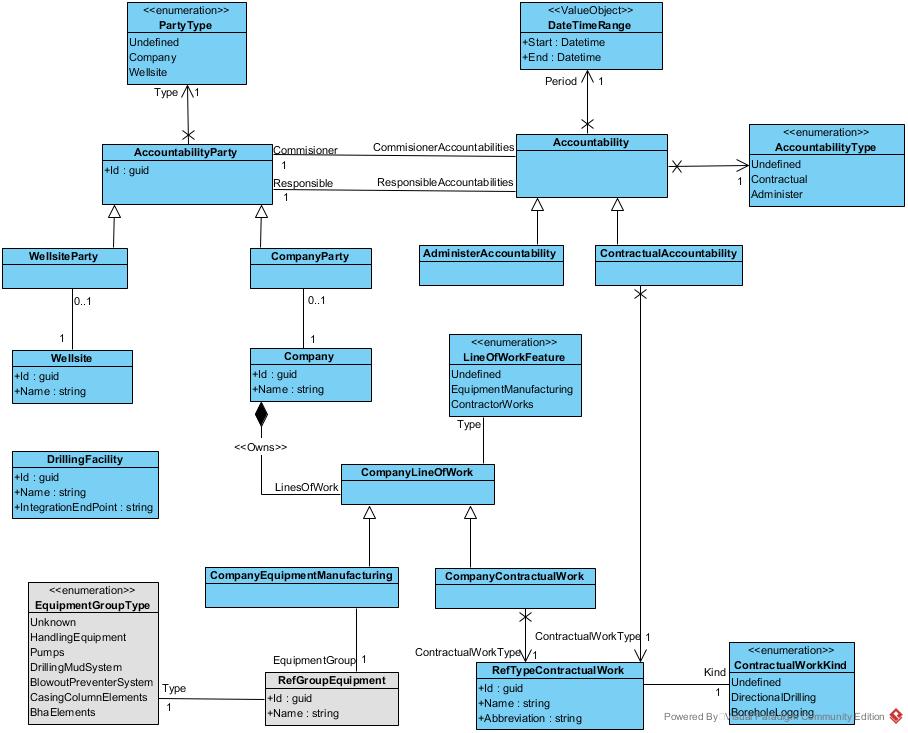 <<enumeration>>
PartyType
Undefined
Company
Wellsite
<<ValueObject>>
DateTimeRange
+Start : Datetime
+End : Datetime
Type 1
Period 1
AccountabilityParty
+Id : guid
Commisioner
1
CommisionerAccountabilities
Responsible
1
ResponsibleAccountabilities
Accountability
<<enumeration>>
AccountabilityType
Undefined
Contractual
Administer
1
WellsiteParty
CompanyParty
AdministerAccountability
ContractualAccountability
0..1
1
0..1
1
Wellsite
+Id : guid
+Name : string
Company
+Id : guid
+Name : string
<<enumeration>>
LineOfWorkFeature
Undefined
EquipmentManufacturing
ContractorWorks
Type
<<Owns>>
LinesOfWork
CompanyLineOfWork
DrillingFacility
+Id : guid
+Name : string
+IntegrationEndPoint : string
CompanyEquipmentManufacturing
CompanyContractualWork
<<enumeration>>
EquipmentGroupType
Unknown
HandlingEquipment
Pumps
DrillingMudSystem
BlowoutPreventerSystem
CasingColumnElements
BhaElements
Type
1
EquipmentGroup 1
RefGroupEquipment
+Id : guid
+Name : string
ContractualWorkType 1
ContractualWorkType 1
RefTypeContractualWork
+Id : guid
+Name : string
+Abbreviation : string
Kind
1
<<enumeration>>
ContractualWorkKind
Undefined
DirectionalDrilling
BoreholeLogging
Powered By Visual Paradigm Community Edition